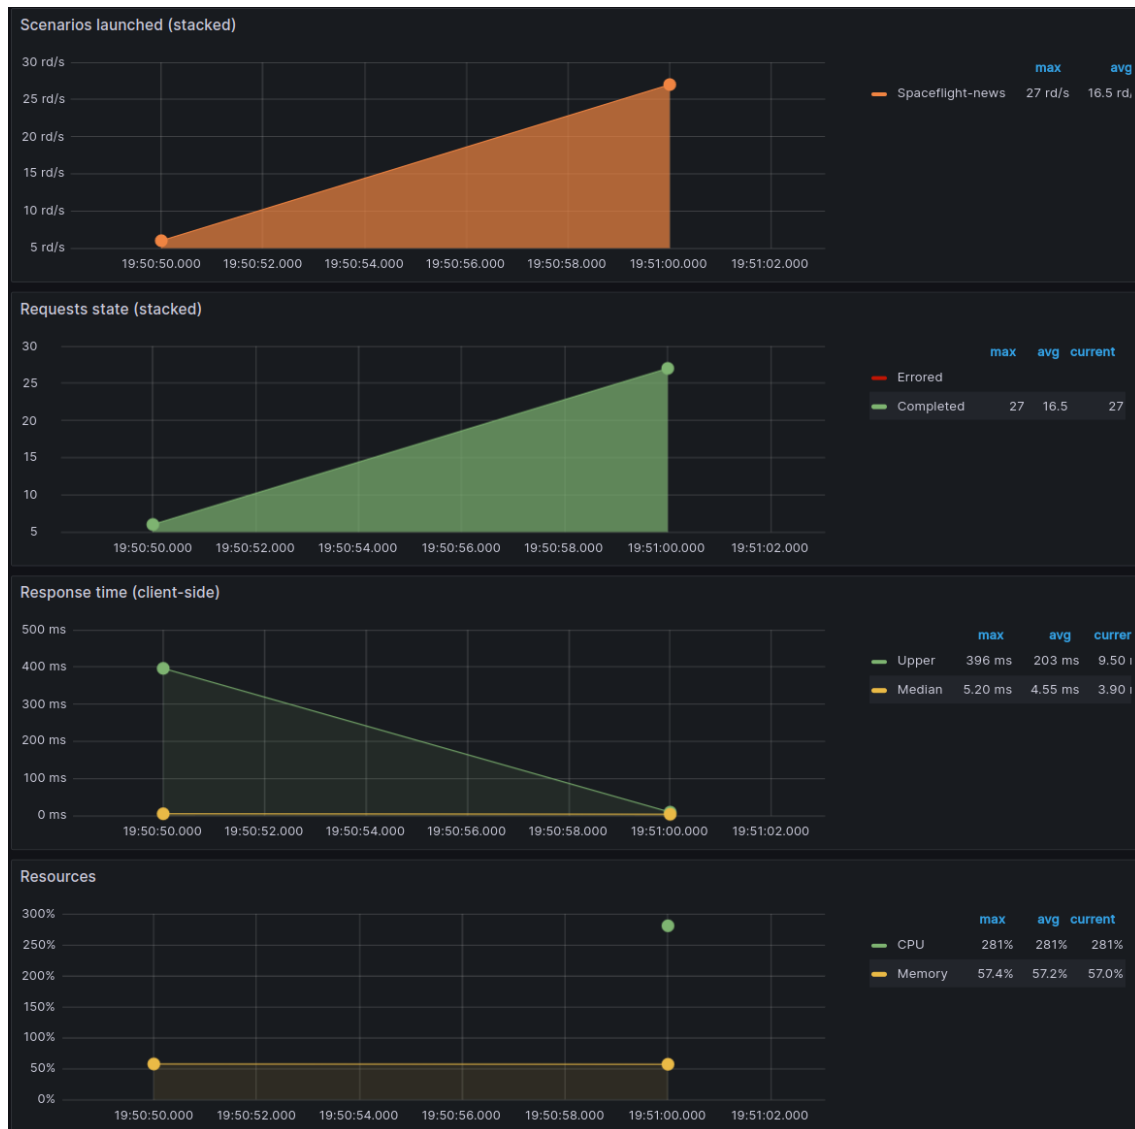 Scenarios launched (stacked)
30 rd/s
25 rd/s
20 rd/s
15 rd/s
10 rd/s
5 rd/s
19:50:50.000 19:50:52.000 19:50:54.000 19:50:56.000 19:50:58.000 19:51:00.000 19:51:02.000
max avg
Spaceflight-news 27 rd/s 16.5 rd/
Requests state (stacked)
30
25
20
15
10
5
19:50:50.000 19:50:52.000 19:50:54.000 19:50:56.000 19:50:58.000 19:51:00.000 19:51:02.000
max avg current
Errored
Completed 27 16.5 27
Response time (client-side)
500 ms
400 ms
300 ms
200 ms
100 ms
0 ms
19:50:50.000 19:50:52.000 19:50:54.000 19:50:56.000 19:50:58.000 19:51:00.000 19:51:02.000
max avg currer
Upper 396 ms 203 ms 9.50
Median 5.20 ms 4.55 ms 3.90
Resources
300%
250%
200%
150%
100%
50%
0%
19:50:50.000 19:50:52.000 19:50:54.000 19:50:56.000 19:50:58.000 19:51:00.000 19:51:02.000
max avg current
CPU 281% 281% 281%
Memory 57.4% 57.2% 57.0%